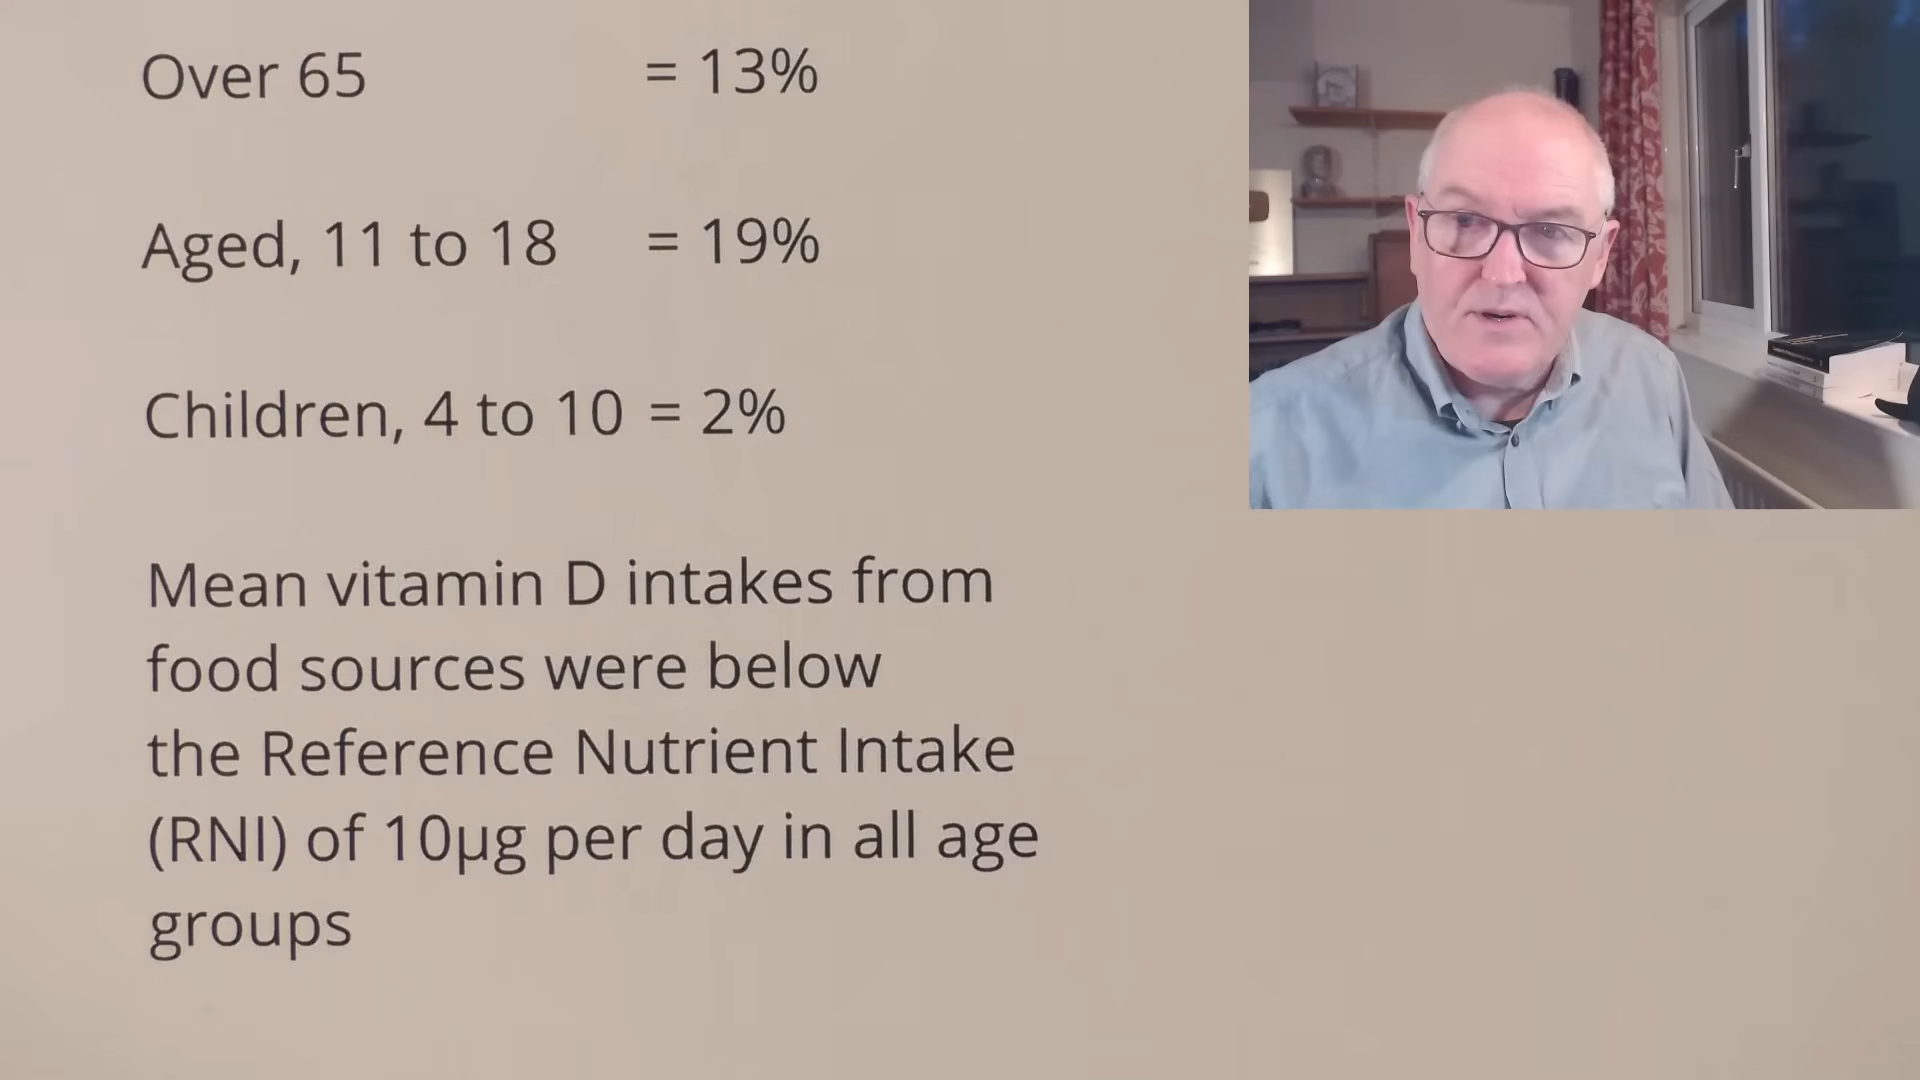 Over 65 = 13%
Aged, 11 to 18 = 19%
Children, 4 to 10 = 2%
Mean vitamin D intakes from
food sources were below
the Reference Nutrient Intake
(RNI) of 10µg per day in all age
groups